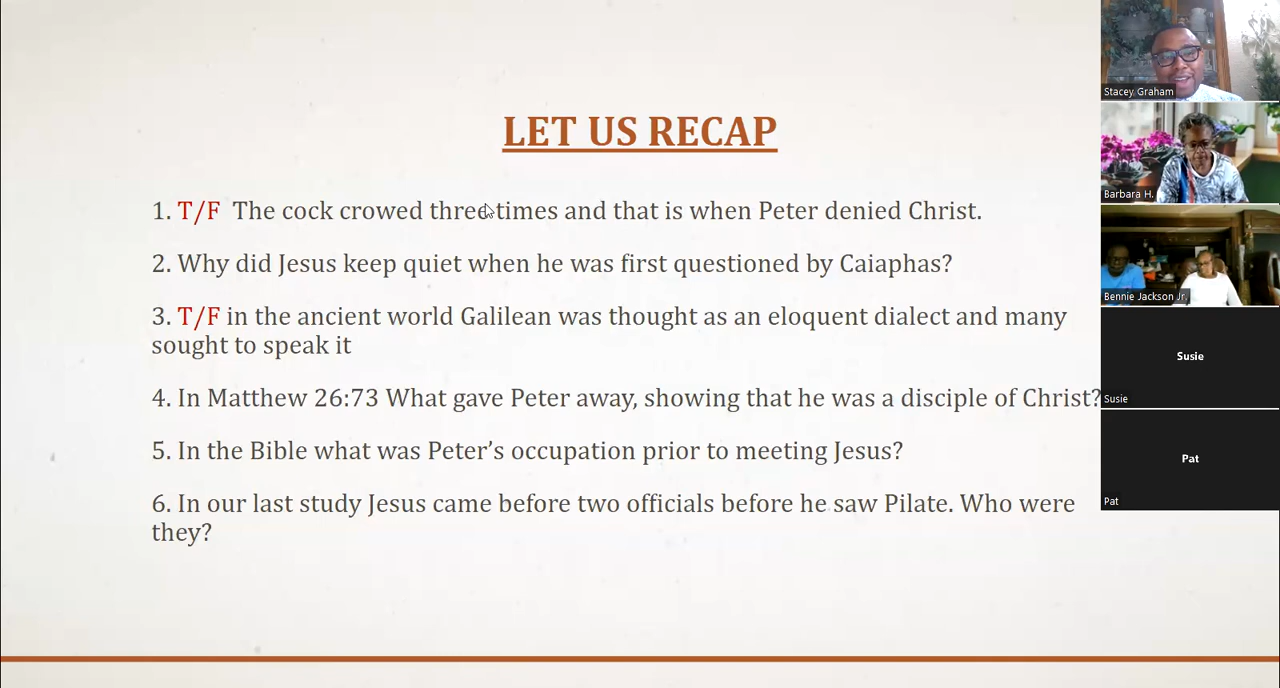 LET US RECAP
1. T/F The cock crowed three times and that is when Peter denied Christ.
2. Why did Jesus keep quiet when he was first questioned by Caiaphas?
3. T/F in the ancient world Galilean was thought as an eloquent dialect and many
sought to speak it
4. In Matthew 26:73 What gave Peter away, showing that he was a disciple of Christ?
5. In the Bible what was Peter’s occupation prior to meeting Jesus?
6. In our last study Jesus came before two officials before he saw Pilate. Who were
they?
Stacey Graham
Barbara H.
Bennie Jackson Jr.
Susie
Susie
Pat
Pat